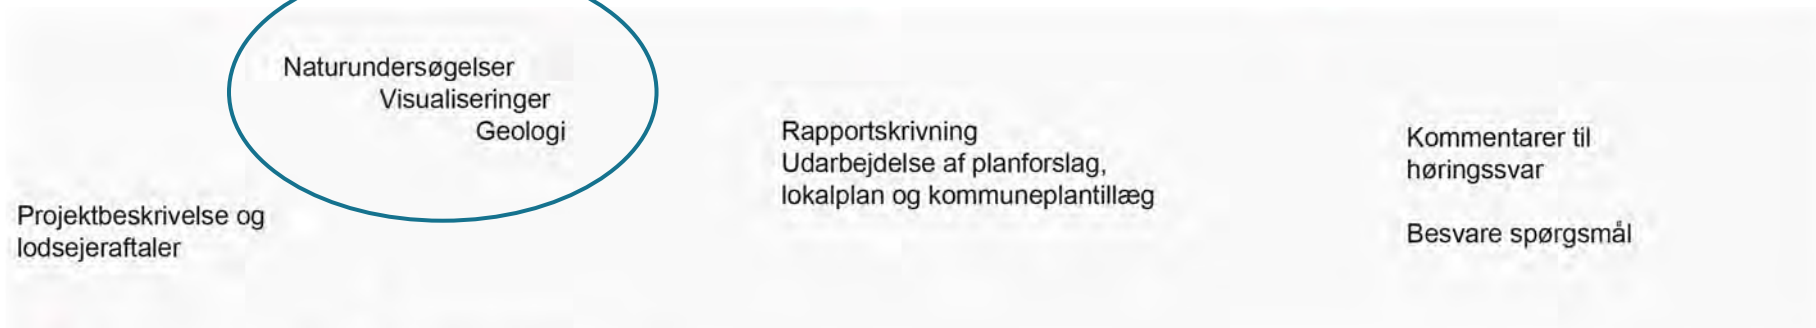 Naturundersøgelser
Visualiseringer
Geologi
Projektbeskrivelse og
lodsejeraftaler
Rapportskrivning
Udarbejdelse af planforslag,
lokalplan og kommuneplantillæg
Kommentarer til
høringssvar
Besvare spørgsmål